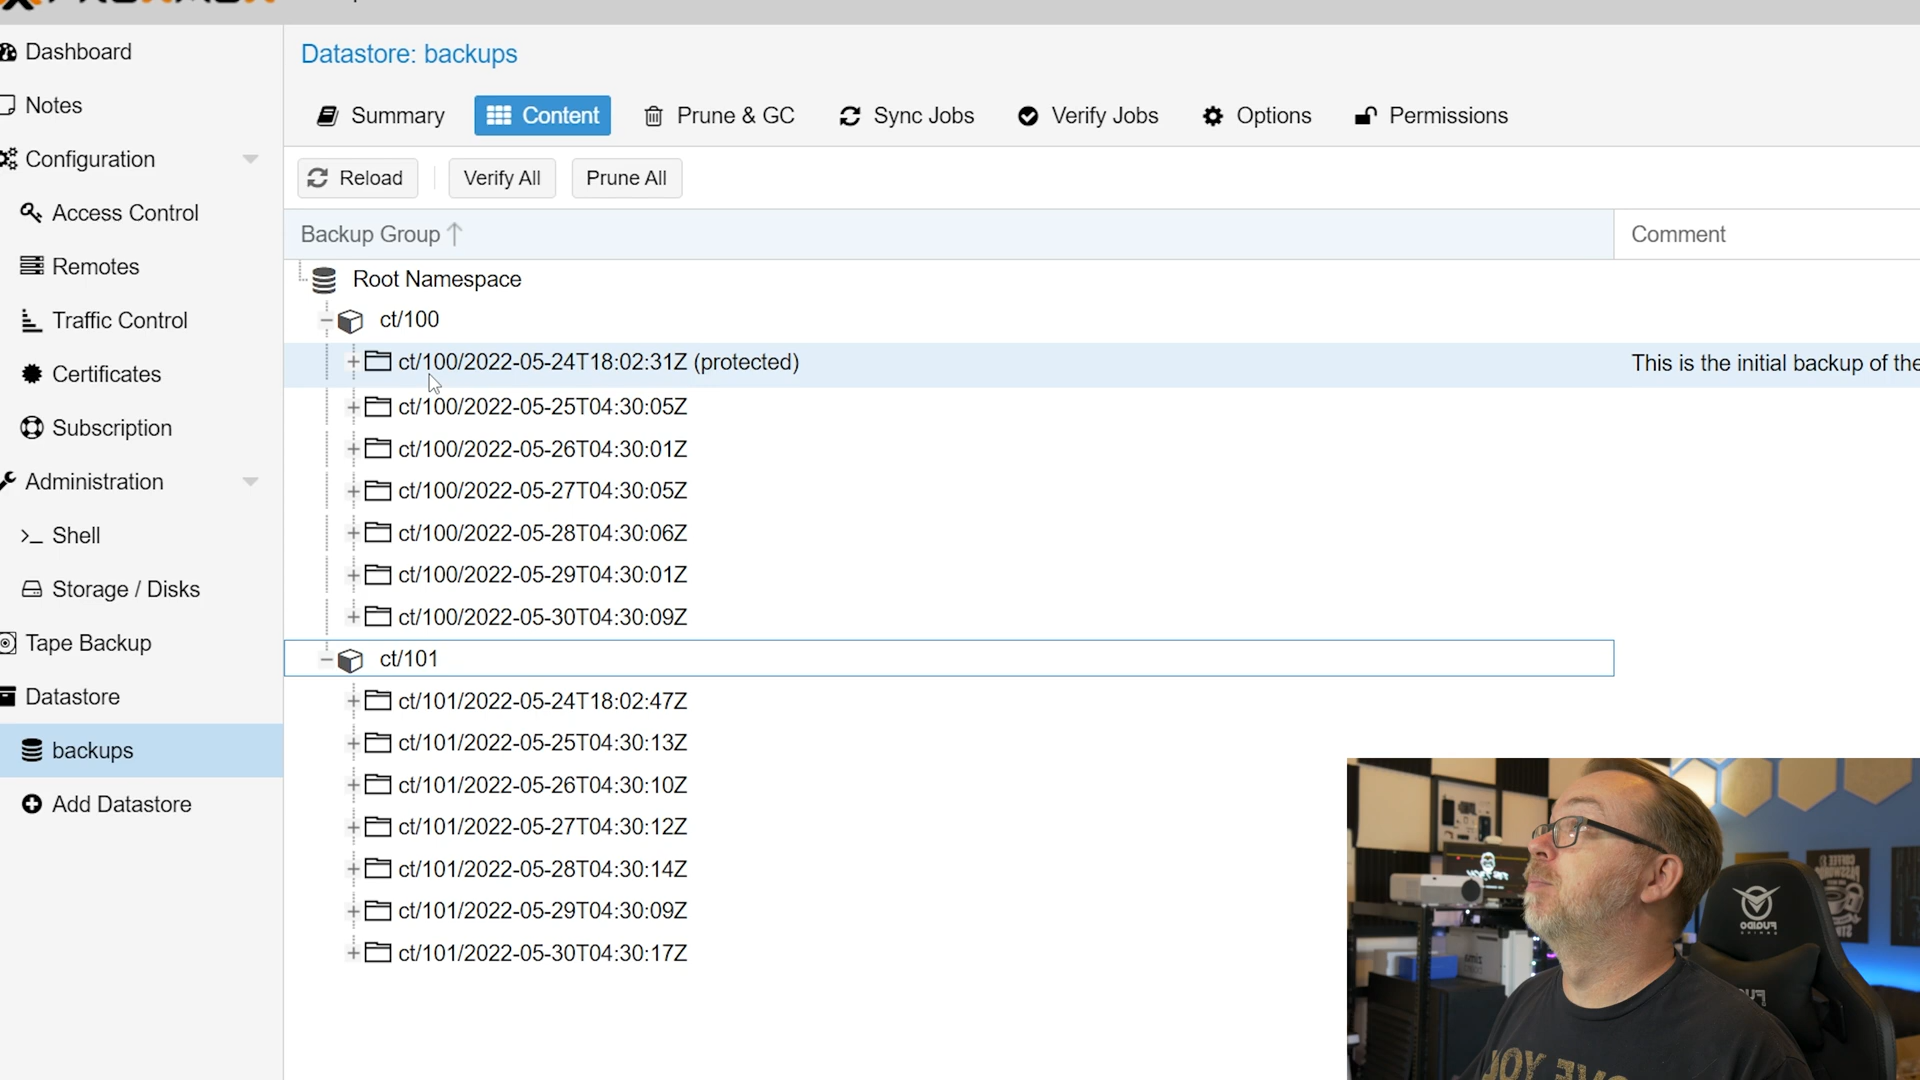 Datastore: backups
Summary
Content
Prune & GC
Sync Jobs
Verify Jobs
Options
Permissions
Reload
Verify All
Prune All
Backup Group
Comment
Dashboard
Notes
Configuration
Access Control
Remotes
Traffic Control
Certificates
Subscription
Administration
Shell
Storage / Disks
Tape Backup
Datastore
backups
Add Datastore
Root Namespace
ct/100
ct/100/2022-05-24T18:02:31Z (protected)
This is the initial backup of the
ct/100/2022-05-25T04:30:05Z
ct/100/2022-05-26T04:30:01Z
ct/100/2022-05-27T04:30:05Z
ct/100/2022-05-28T04:30:06Z
ct/100/2022-05-29T04:30:01Z
ct/100/2022-05-30T04:30:09Z
ct/101
ct/101/2022-05-24T18:02:47Z
ct/101/2022-05-25T04:30:13Z
ct/101/2022-05-26T04:30:10Z
ct/101/2022-05-27T04:30:12Z
ct/101/2022-05-28T04:30:14Z
ct/101/2022-05-29T04:30:09Z
ct/101/2022-05-30T04:30:17Z